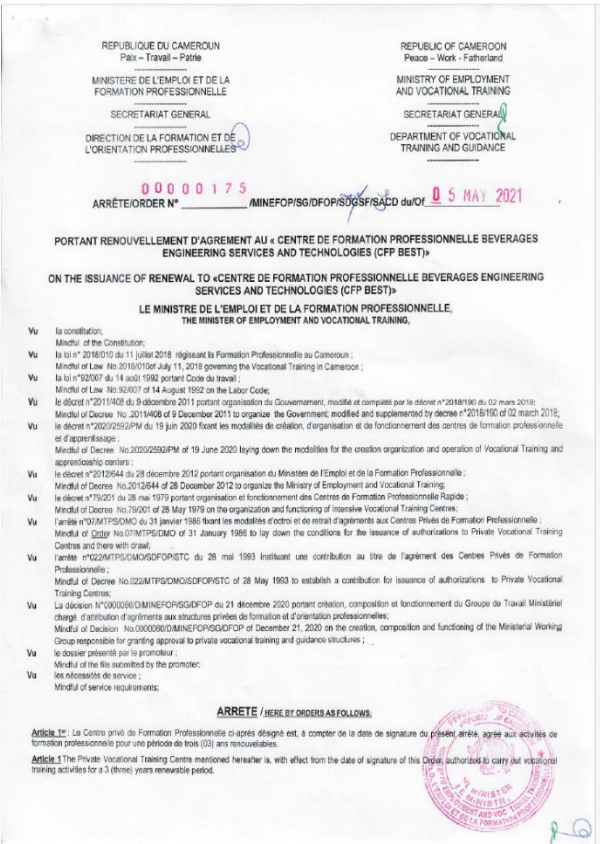 REPUBLIQUE DU CAMEROUN
Paix – Travail – Patrie
MINISTERE DE L'EMPLOI ET DE LA
FORMATION PROFESSIONNELLE
SECRETARIAT GENERAL
DIRECTION DE LA FORMATION ET DE
L'ORIENTATION PROFESSIONNELLES
REPUBLIC OF CAMEROON
Peace – Work - Fatherland
MINISTRY OF EMPLOYMENT
AND VOCATIONAL TRAINING
SECRETARIAT GENERAL
DEPARTMENT OF VOCATIONAL
TRAINING AND GUIDANCE
ARRÊTE/ORDER N° 00000175 /MINEFOP/SG/DFOP/SDGSF/SACD du/Of 05 MAY 2021
PORTANT RENOUVELLEMENT D'AGREMENT AU « CENTRE DE FORMATION PROFESSIONNELLE BEVERAGES
ENGINEERING SERVICES AND TECHNOLOGIES (CFP BEST)»
ON THE ISSUANCE OF RENEWAL TO «CENTRE DE FORMATION PROFESSIONNELLE BEVERAGES ENGINEERING
SERVICES AND TECHNOLOGIES (CFP BEST)»
LE MINISTRE DE L'EMPLOI ET DE LA FORMATION PROFESSIONNELLE,
THE MINISTER OF EMPLOYMENT AND VOCATIONAL TRAINING,
Vu la constitution;
Mindful of the Constitution;
Vu la loi n° 2018/010 du 11 juillet 2018 régissant la Formation Professionelle au Cameroun ;
Mindful of Law No.2018/010of July 11, 2018 governing the Vocational Training in Cameroon ;
Vu la loi n°92/007 du 14 août 1992 portant Code du travail ;
Mindful of Law No.92/007 of 14 August 1992 on the Labor Code;
Vu le décret n°2011/408 du 9 décembre 2011 portant organisation du Gouvernement, modifié et complété par le décret n°2018/190 du 02 mars 2018;
Mindful of Decree No .2011/408 of 9 December 2011 to organize the Government; modified and supplemented by decree n°2018/190 of 02 march 2018;
Vu le décret n°2020/2592/PM du 19 juin 2020 fixant les modalités de création, d'organisation et de fonctionnement des centres de formation professionnelle
et d'apprentissage ;
Mindful of Decree No.2020/2592/PM of 19 June 2020 laying down the modalities for the creation organization and operation of Vocational Training and
apprenticeship centers ;
Vu le décret n°2012/644 du 28 décembre 2012 portant organisation du Ministère de l'Emploi et de la Formation Professionelle ;
Mindful of Decree No.2012/644 of 28 December 2012 to organize the Ministry of Employment and Vocational Training;
Vu le décret n°79/201 du 28 mai 1979 portant organisation et fonctionnement des Centres de Formation Professionnelle Rapide ;
Mindful of Decree No.79/201 of 28 May 1979 on the organization and functioning of Intensive Vocational Training Centres;
Vu l'arrêté n°07/MTPS/DMO du 31 janvier 1986 fixant les modalités d'octroi et de retrait d'agréments aux Centres Privés de Formation Professionnelle ;
Mindful of Order No.07/MTPS/DMO of 31 January 1986 to lay down the conditions for the issuance of authorizations to Private Vocational Training
Centres and there with drawl;
Vu l'arrêté n°022/MTPS/DMO/SDFOP/STC du 28 mai 1993 instituant une contribution au titre de l'agrément des Centres Privés de Formation
Professionnelle ;
Mindful of Decree No.022/MTPS/DMO/SDFOP/STC of 28 May 1993 to establish a contribution for issuance of authorizations to Private Vocational
Training Centres;
Vu La décision N°0000060/D/MINEFOP/SG/DFOP du 21 décembre 2020 portant création, composition et fonctionnement du Groupe de Travail Ministériel
chargé d'attribution d'agréments aux structures privées de formation et d'orientation professionnelles;
Mindful of Decision No.0000060/D/MINEFOP/SG/DFOP of December 21, 2020 on the creation, composition and functioning of the Ministerial Working
Group responsible for granting approval to private vocational training and guidance structures ;
Vu le dossier présenté par le promoteur ;
Mindful of the file submitted by the promoter;
Vu les nécessités de service ;
Mindful of service requirements;
ARRETE / HERE BY ORDERS AS FOLLOWS:
Article 1er : Le Centre privé de Formation Professionnelle ci-après désigné est, à compter de la date de signature du présent arrêté, agréé aux activités de
formation professionnelle pour une période de trois (03) ans renouvelables.
Article 1 The Private Vocational Training Centre mentioned hereafter is, with effect from the date of signature of this Order, authorized to carry out vocational
training activities for a 3 (three) years renewable period.